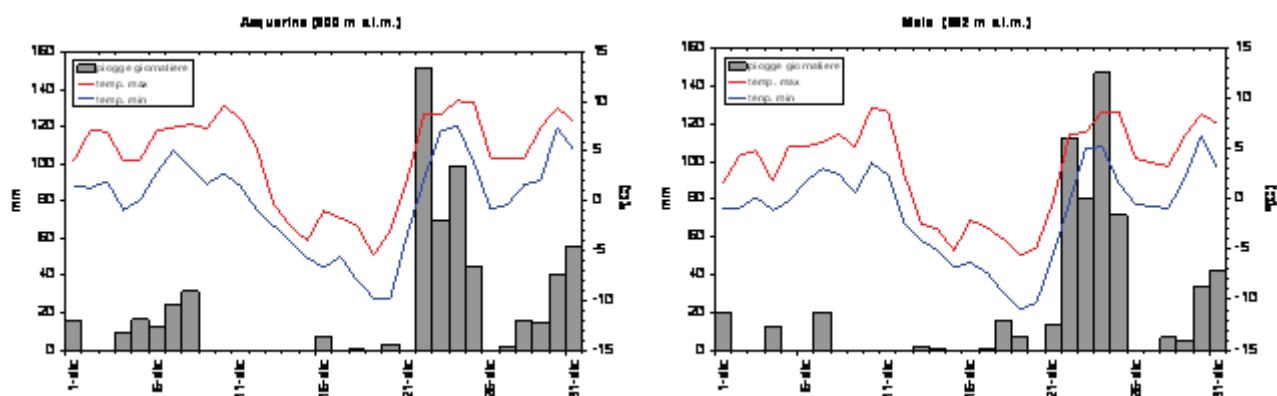 Acquerino (800 m s.l.m.)
160
140
120
100
80
60
40
20
0
mm
15
10
5
0
-5
-10
-15
T(°C)
piogge giornaliere
temp. max
temp. min
1-dic
6-dic
11-dic
16-dic
21-dic
26-dic
31-dic
(682 m s.l.m.)
160
140
120
100
80
60
40
20
0
mm
15
10
5
0
-5
-10
-15
T(°C)
piogge giornaliere
temp. max
temp. min
1-dic
6-dic
11-dic
16-dic
21-dic
26-dic
31-dic